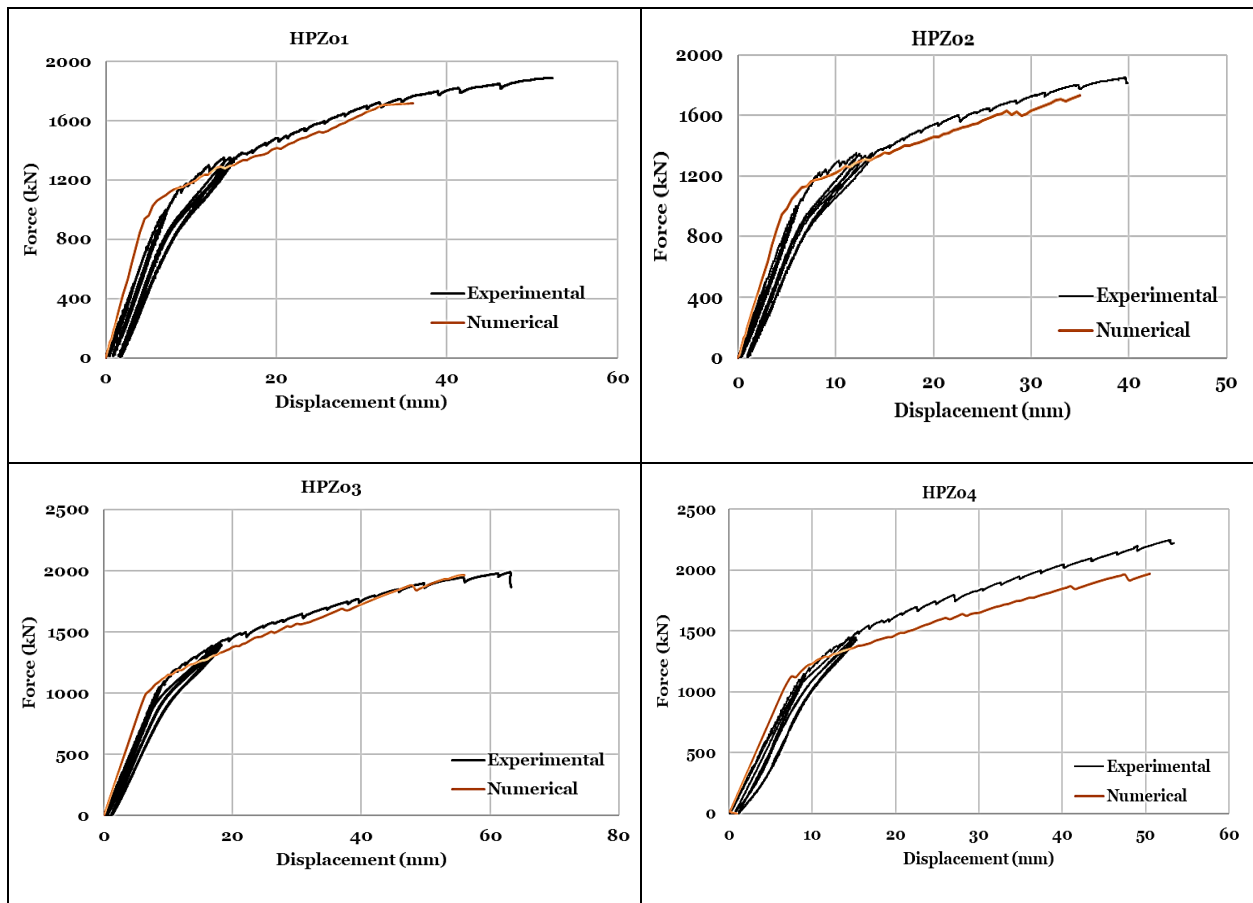 HPZ01
2000
1600
1200
800
400
0
Force (kN)
Experimental
Numerical
0 20 40 60
Displacement (mm)
HPZ02
2000
1600
1200
800
400
0
Force (kN)
Experimental
Numerical
0 10 20 30 40 50
Displacement (mm)
HPZ03
2500
2000
1500
1000
500
0
Force (kN)
Experimental
Numerical
0 20 40 60 80
Displacement (mm)
HPZ04
2500
2000
1500
1000
500
0
Force (kN)
Experimental
Numerical
0 10 20 30 40 50 60
Displacement (mm)